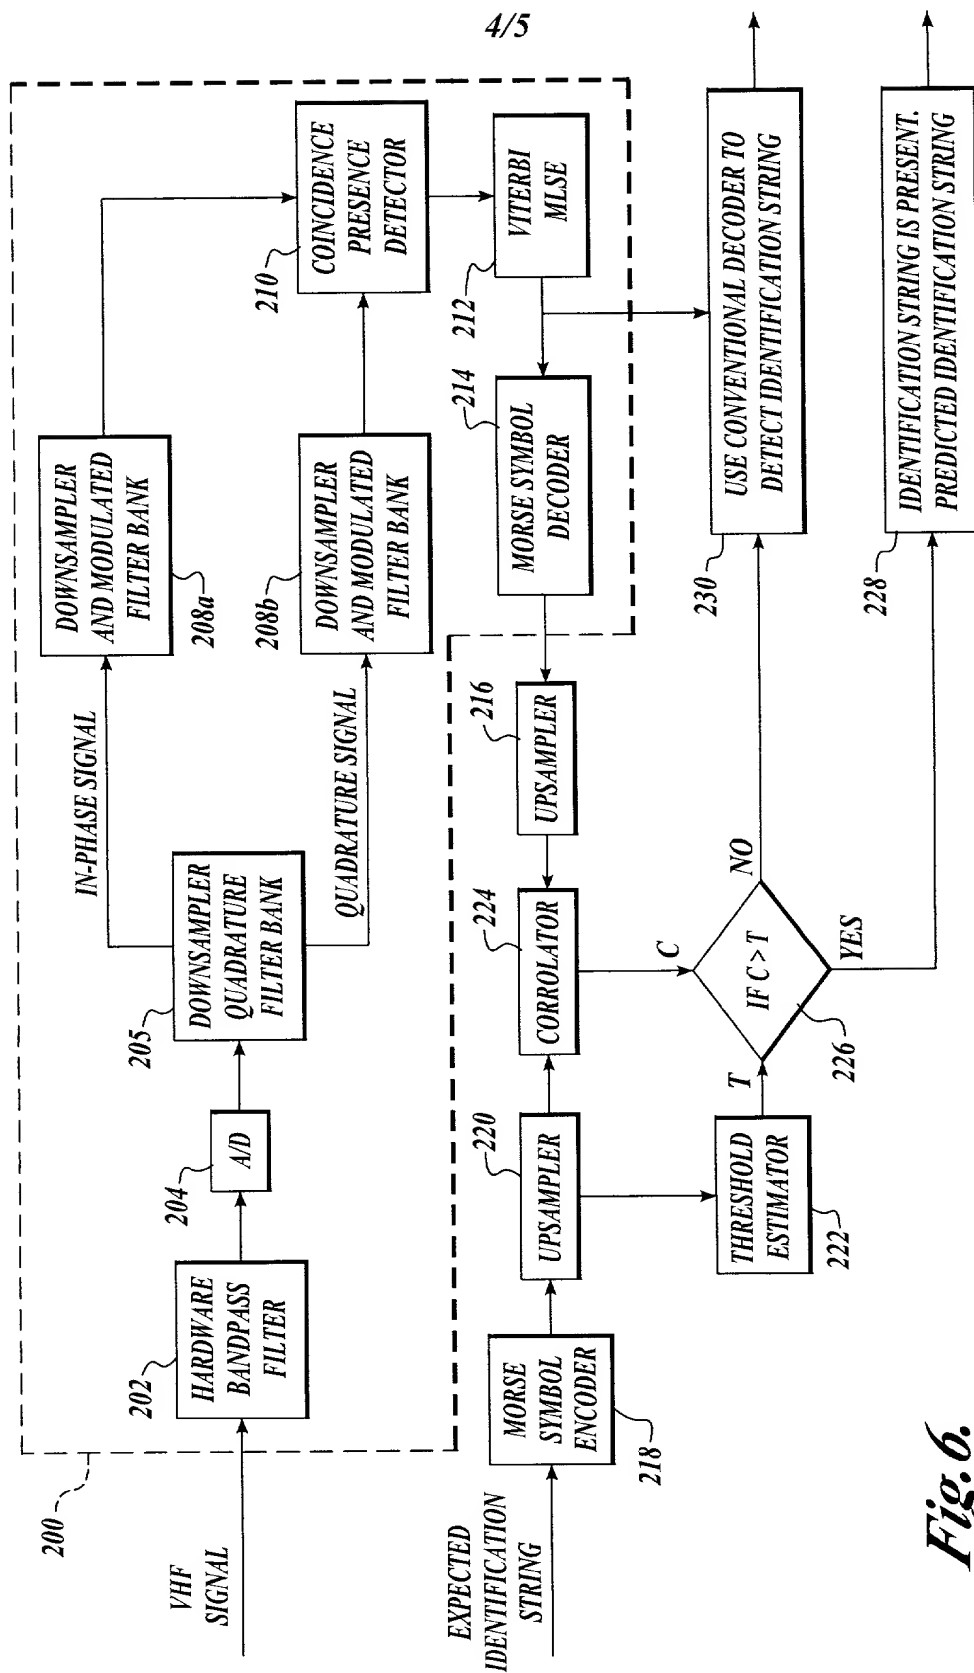 4/5
200
VHF
SIGNAL
202
HARDWARE
BANDPASS
FILTER
204
A/D
205
DOWNSAMPLER
QUADRATURE
FILTER BANK
IN-PHASE SIGNAL
QUADRATURE SIGNAL
DOWNSAMPLER
AND MODULATED
FILTER BANK
208a
DOWNSAMPLER
AND MODULATED
FILTER BANK
208b
COINCIDENCE
PRESENCE
DETECTOR
210
VITERBI
MLSE
212
MORSE SYMBOL
DECODER
214
UPSAMPLER
216
EXPECTED
IDENTIFICATION
STRING
MORSE
SYMBOL
ENCODER
218
UPSAMPLER
220
CORROLATOR
224
THRESHOLD
ESTIMATOR
222
T
C
IF C > T
226
NO
YES
USE CONVENTIONAL DECODER TO
DETECT IDENTIFICATION STRING
230
IDENTIFICATION STRING IS PRESENT.
PREDICTED IDENTIFICATION STRING
228
Fig. 6.